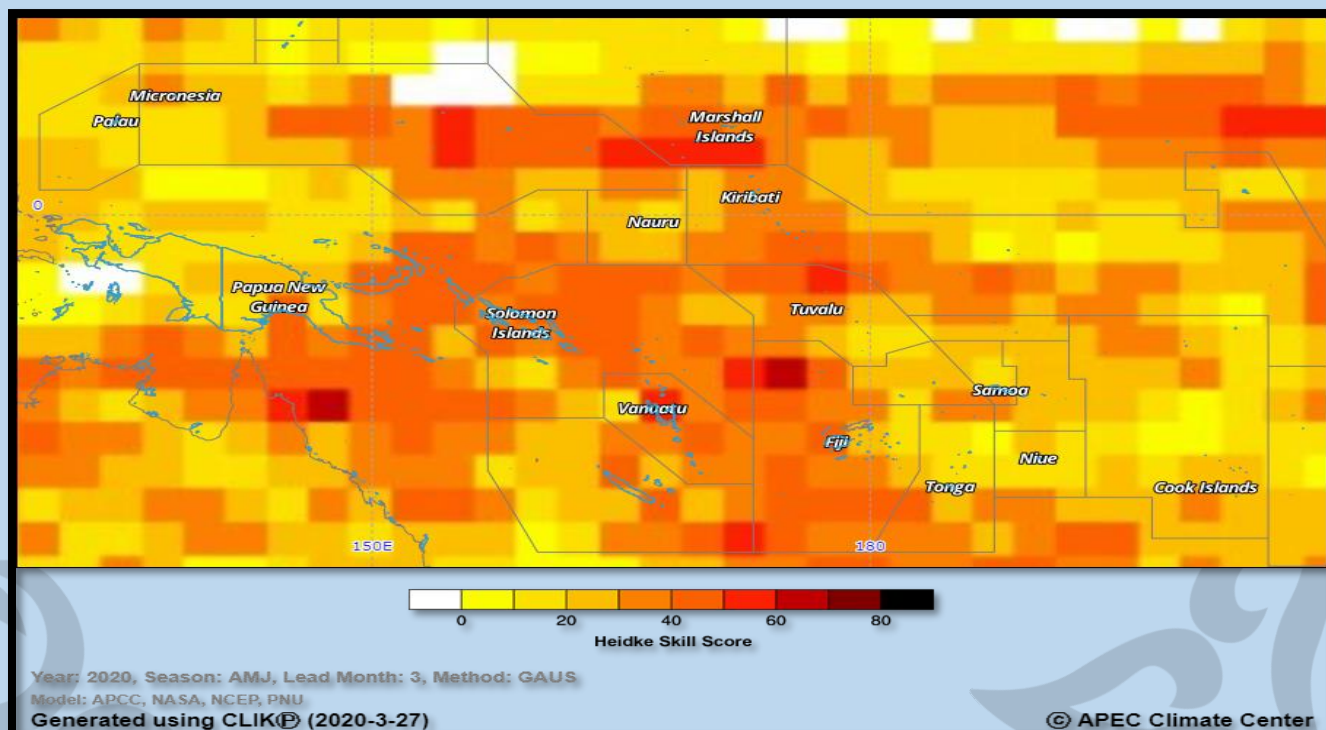 Micronesia
Palau
Marshall
Islands
Kiribati
0
Nauru
Papua New
Guinea
Solomon
Islands
Tuvalu
Samoa
Vanuatu
Fiji
Niue
Tonga
Cook Islands
150E
180
0 20 40 60 80
Heidke Skill Score
Year: 2020, Season: AMJ, Lead Month: 3, Method: GAUS
Model: APCC, NASA, NCEP, PNU
Generated using CLIKⓅ (2020-3-27)
© APEC Climate Center